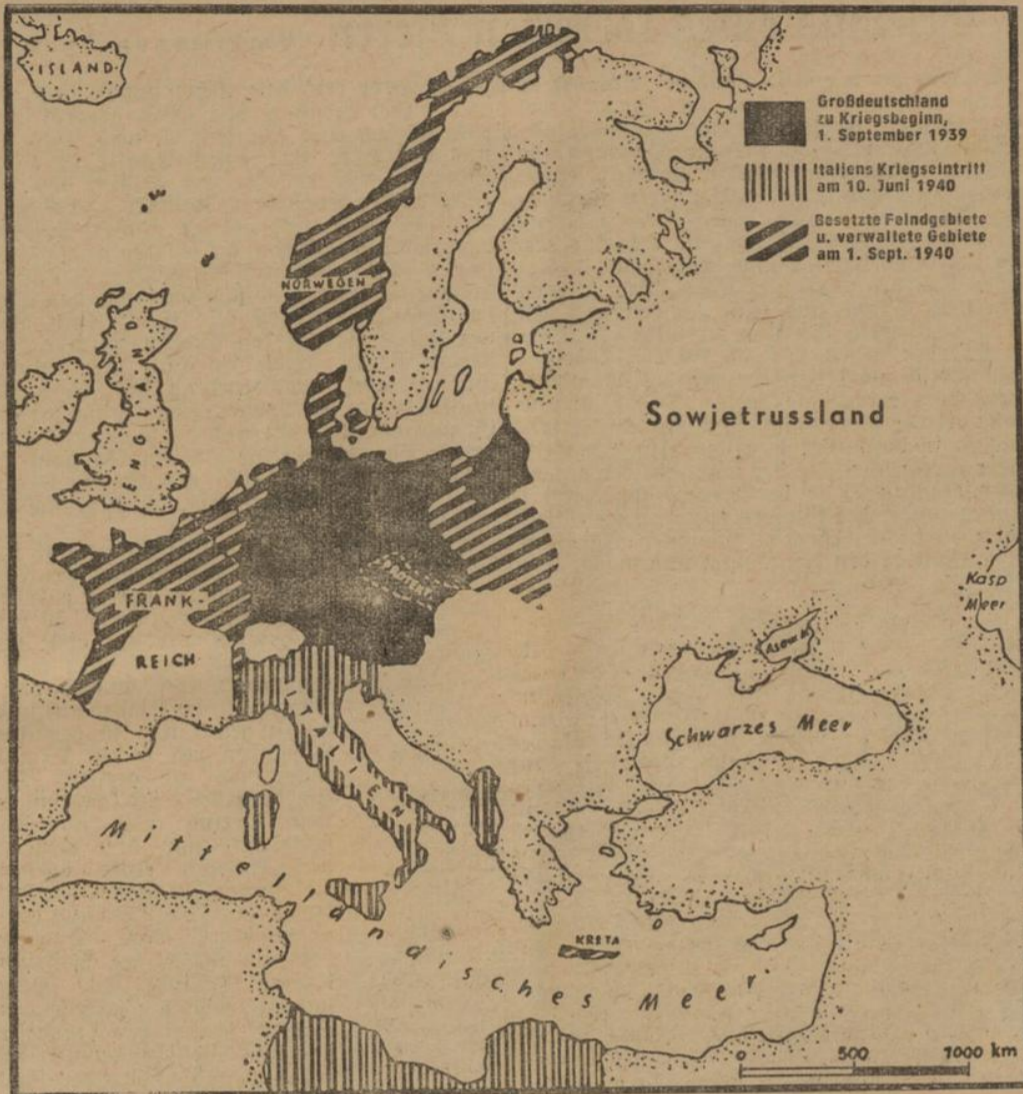 ISLAND
Großdeutschland
zu Kriegsbeginn,
1. September 1939
Italiens Kriegseintritt
am 10. Juni 1940
Besetzte Feindgebiete
u. verwaltete Gebiete
am 1. Sept. 1940
NORWEGEN
ENGLAND
Sowjetrussland
PROTEKT.
FRANK-
REICH
ITALIEN
Kasp
Meer
Asow M.
Schwarzes Meer
Mittelländisches Meer
KRETA
0 500 1000 km